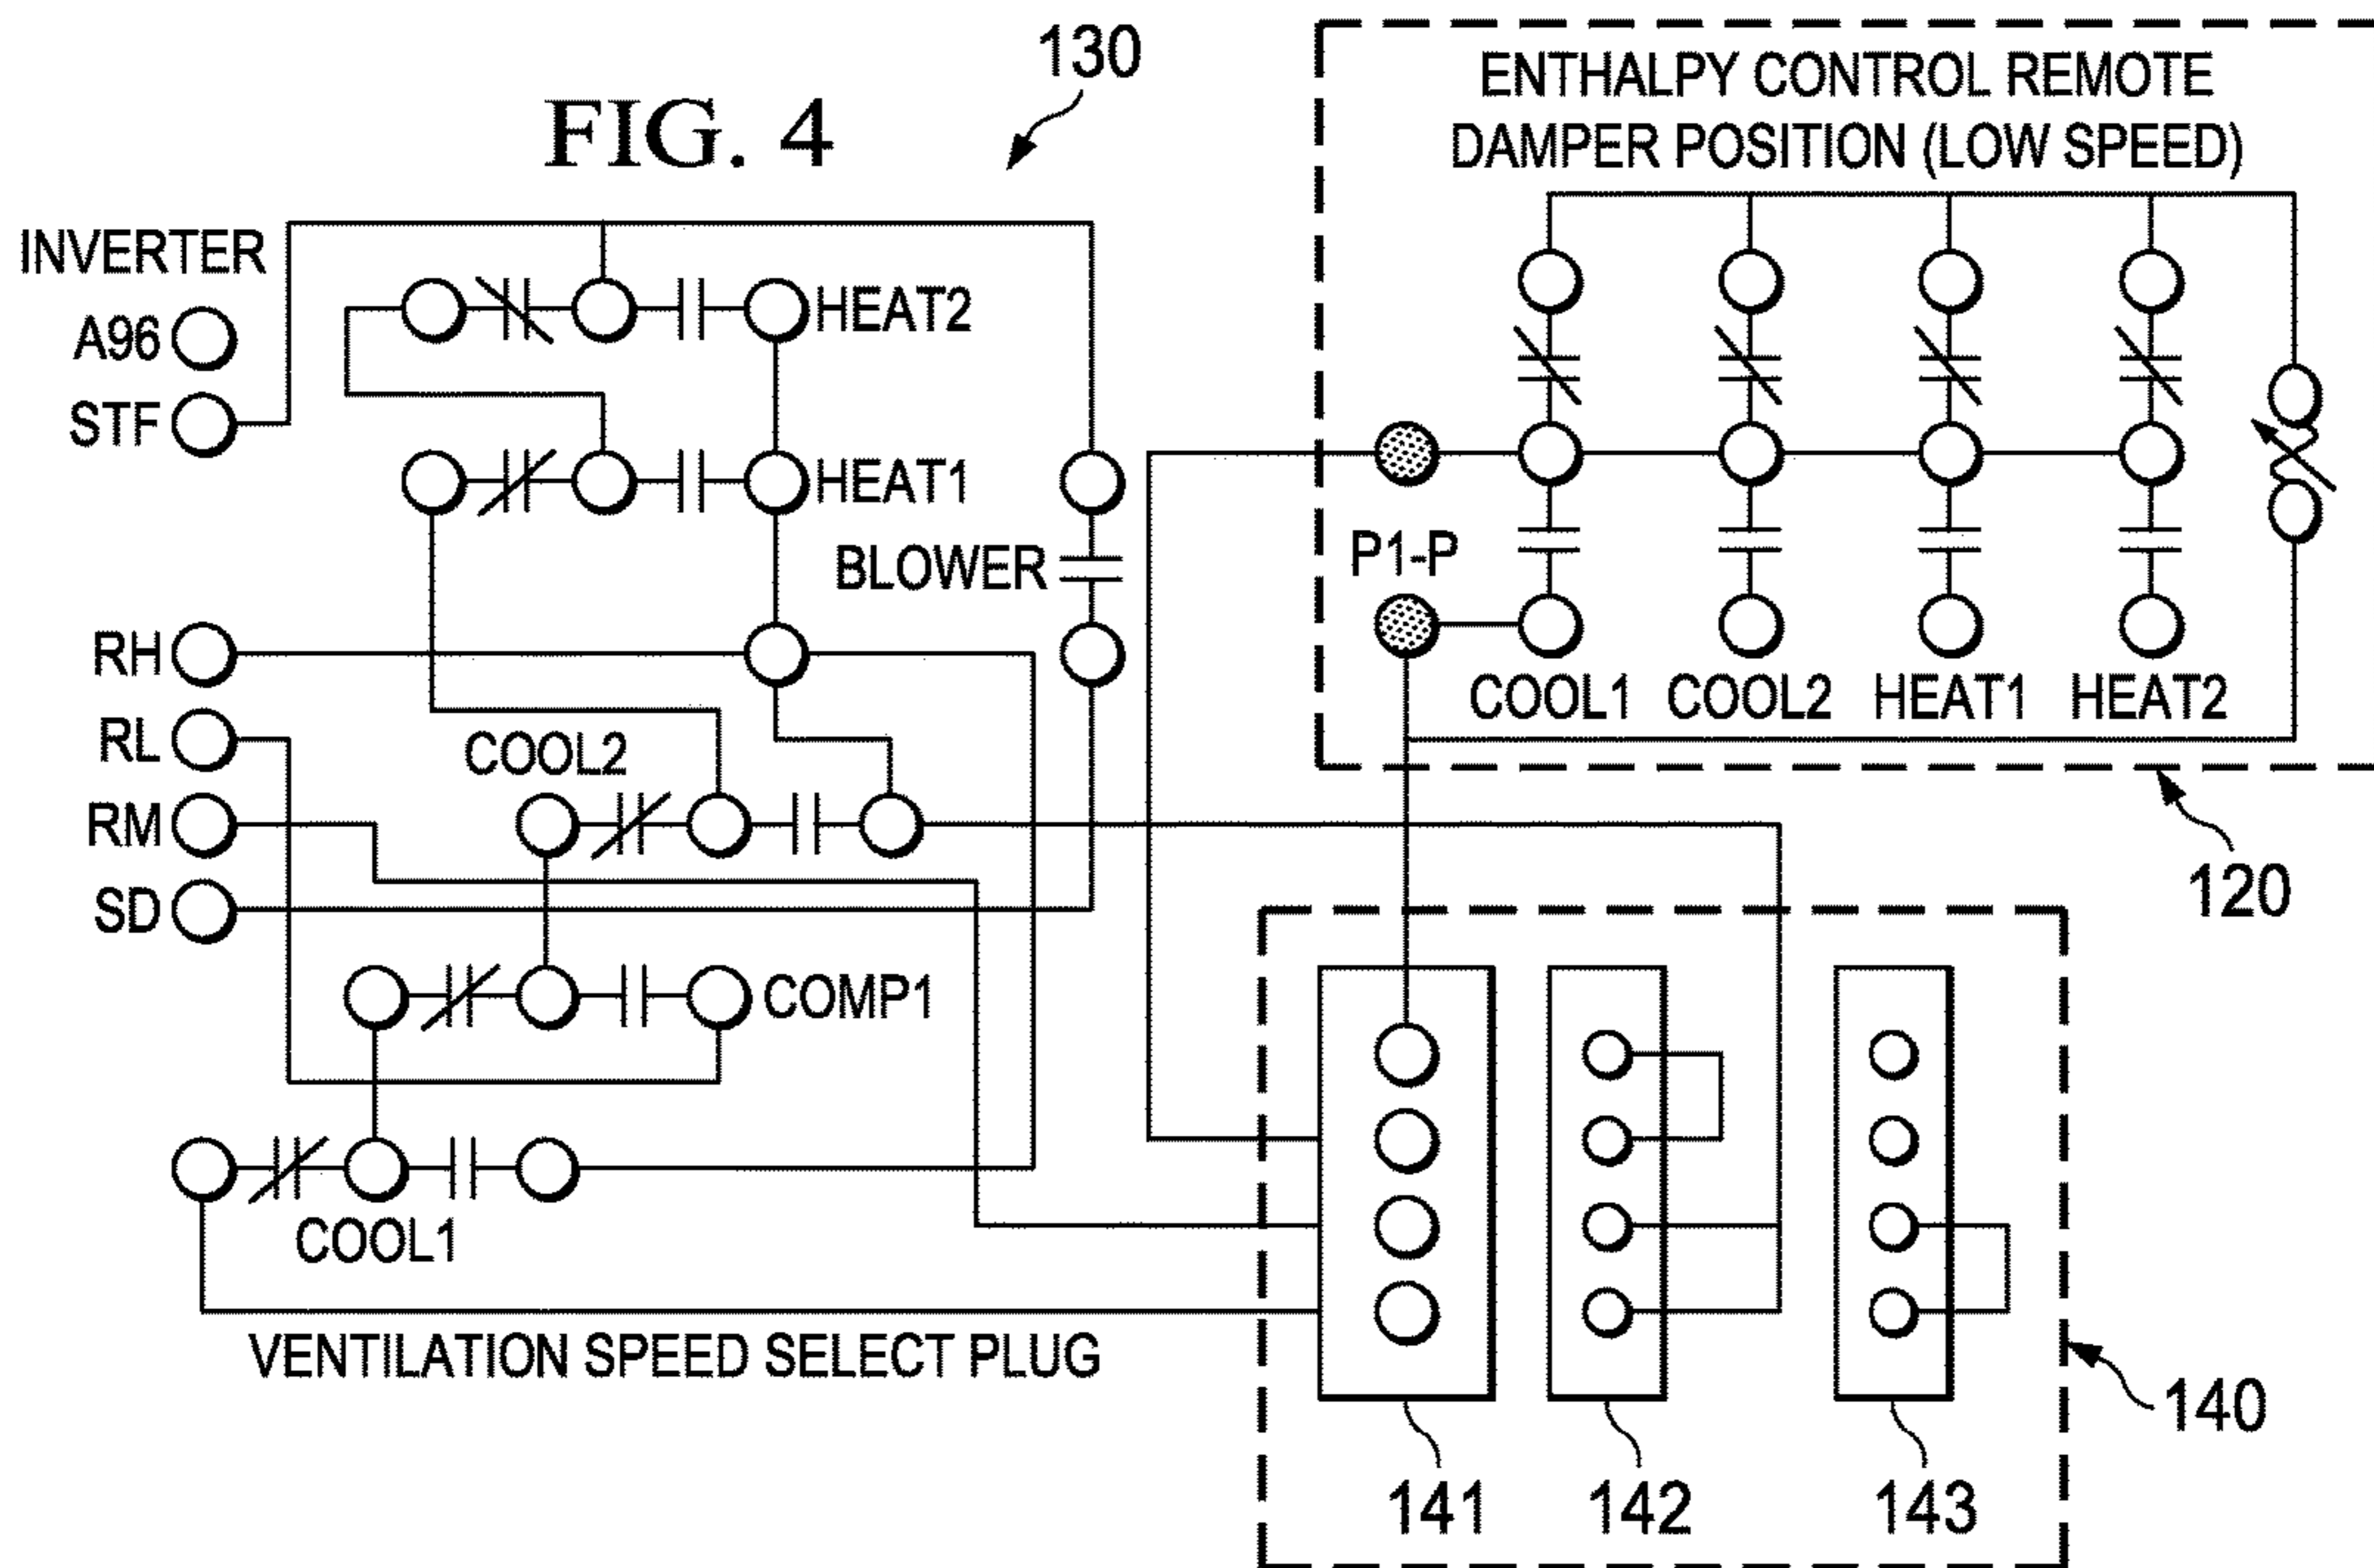 FIG. 4
130
INVERTER
A96
STF
HEAT2
HEAT1
BLOWER
RH
RL
RM
SD
COOL2
COMP1
COOL1
VENTILATION SPEED SELECT PLUG
ENTHALPY CONTROL REMOTE
DAMPER POSITION (LOW SPEED)
P1-P
COOL1 COOL2 HEAT1 HEAT2
120
140
141 142 143